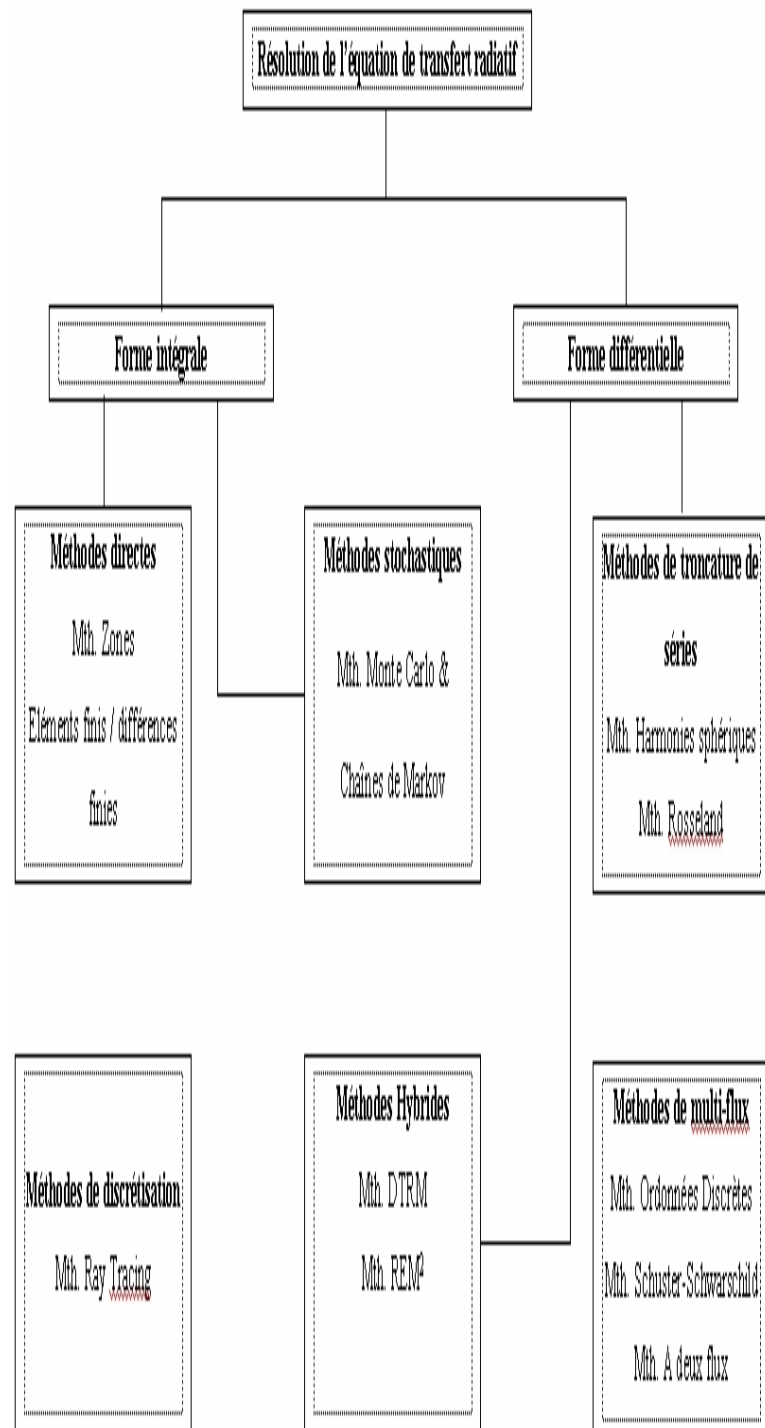 Résolution de l'équation de transfert radiatif
Forme intégrale
Forme différentielle
Méthodes directes
Mth. Zones
Eléments finis / différences
finies
Méthodes stochastiques
Mth. Monte Carlo &
Chaînes de Markov
Méthodes de troncature de
séries
Mth. Harmonies sphériques
Mth. Rosseland
Méthodes de discrétisation
Mth. Ray Tracing
Méthodes Hybrides
Mth. DTRM
Mth. REM²
Méthodes de multi-flux
Mth. Ordonnées Discrètes
Mth. Schuster-Schwarschild
Mth. A deux flux